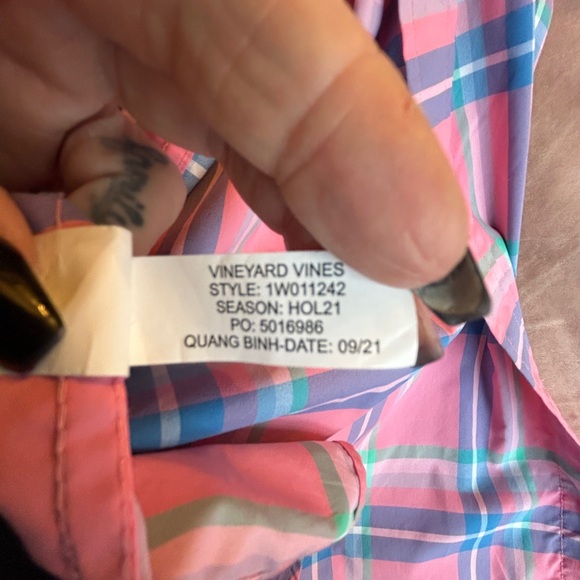 VINEYARD VINES
STYLE: 1W011242
SEASON: HOL21
PO: 5016986
QUANG BINH-DATE: 09/21